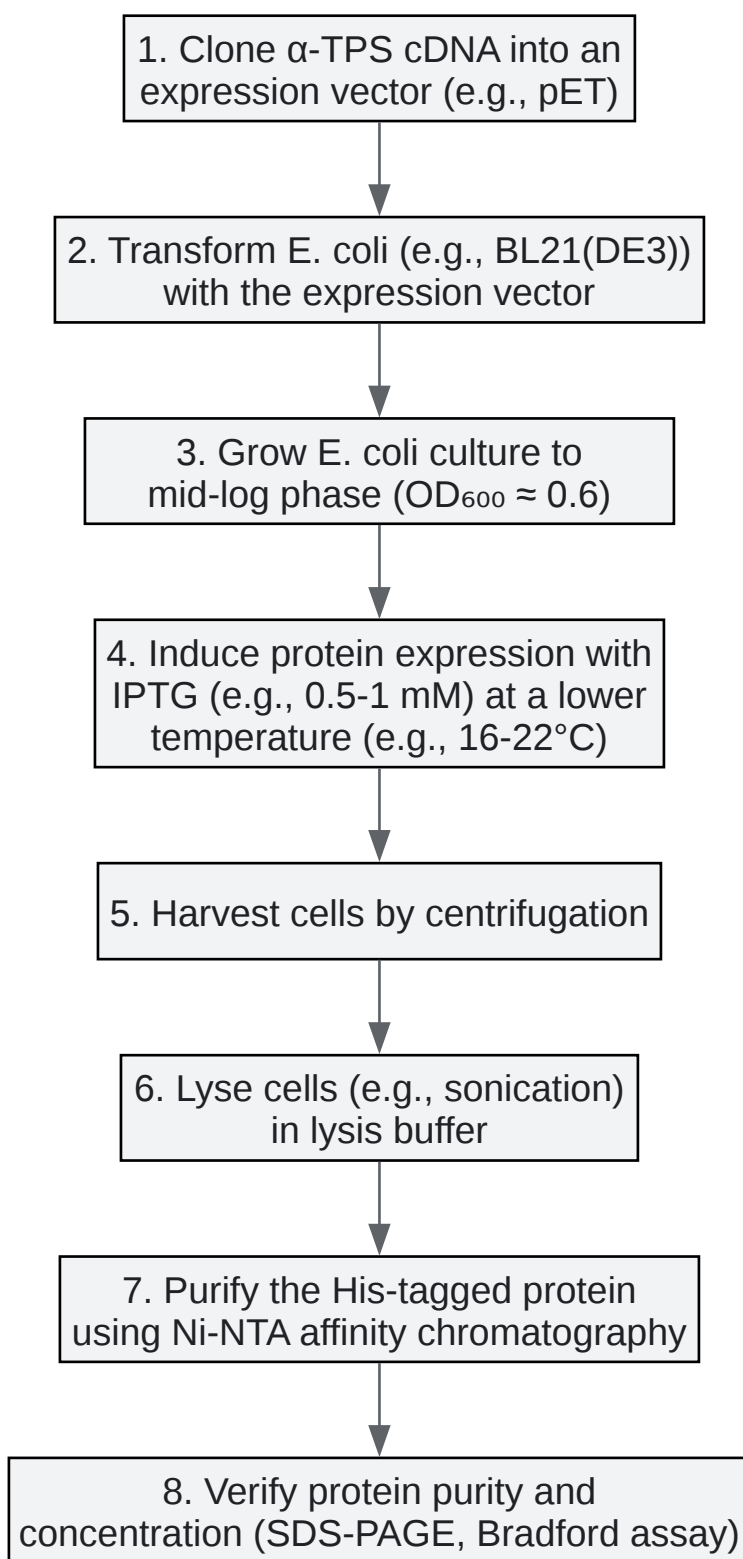 1. Clone α-TPS cDNA into an
expression vector (e.g., pET)
2. Transform E. coli (e.g., BL21(DE3))
with the expression vector
3. Grow E. coli culture to
mid-log phase (OD₆₀₀ ≈ 0.6)
4. Induce protein expression with
IPTG (e.g., 0.5-1 mM) at a lower
temperature (e.g., 16-22°C)
5. Harvest cells by centrifugation
6. Lyse cells (e.g., sonication)
in lysis buffer
7. Purify the His-tagged protein
using Ni-NTA affinity chromatography
8. Verify protein purity and
concentration (SDS-PAGE, Bradford assay)